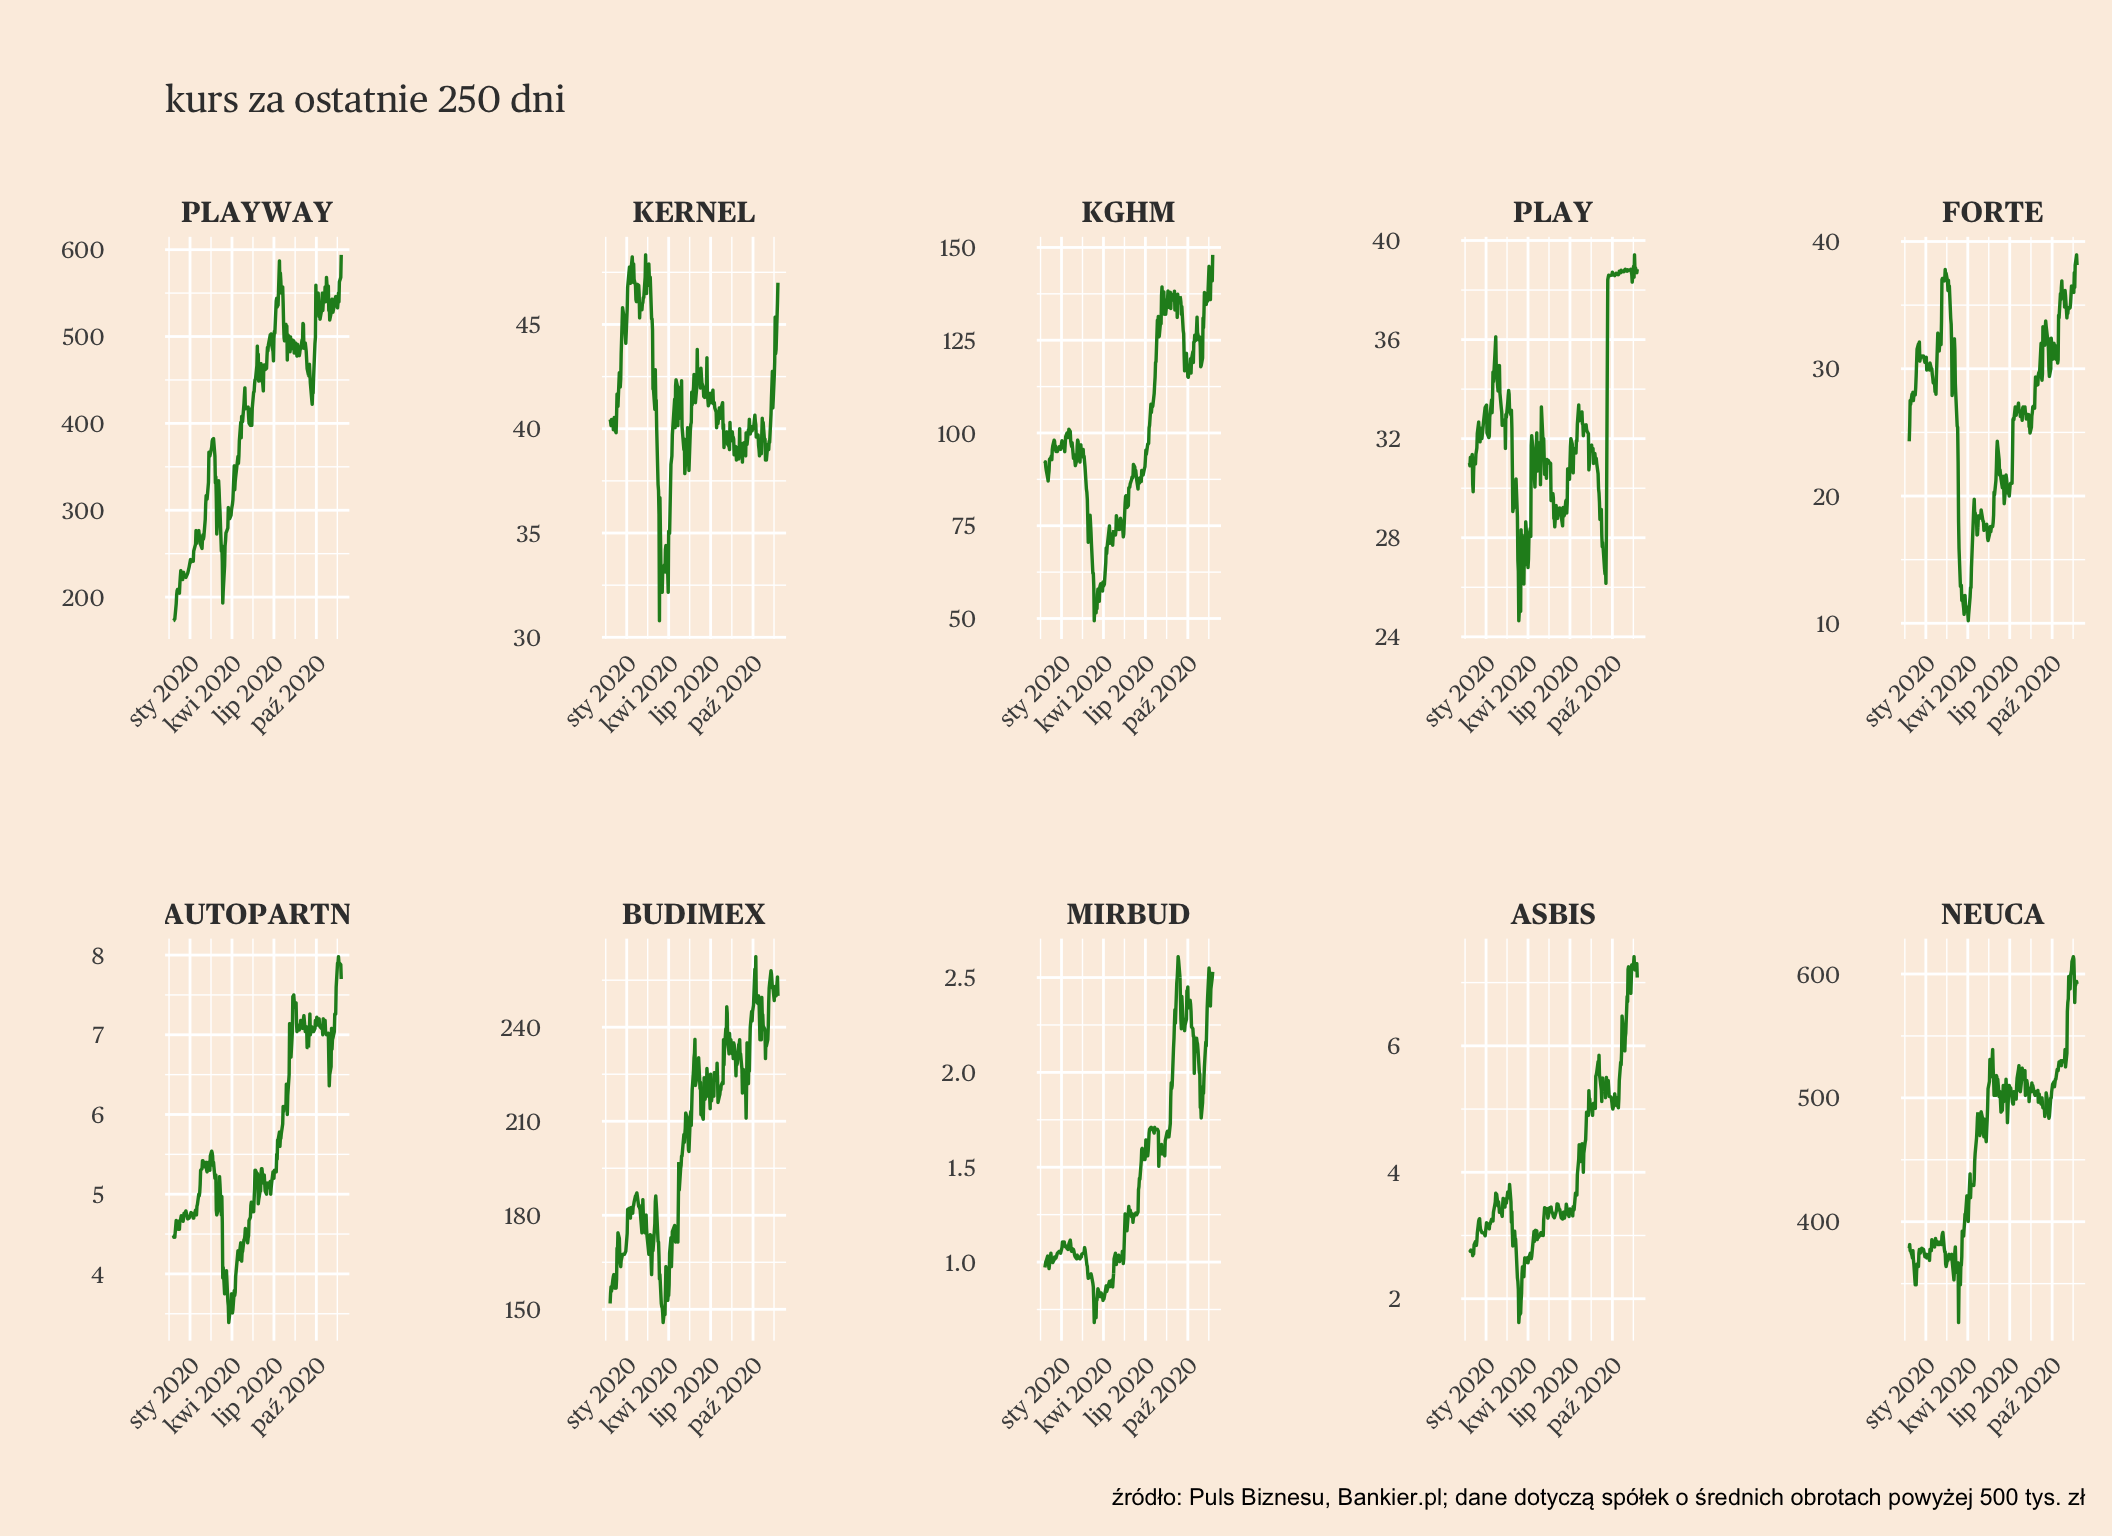 kurs za ostatnie 250 dni
PLAYWAY
600
500
400
300
200
sty 2020
kwi 2020
lip 2020
paź 2020
KERNEL
45
40
35
30
sty 2020
kwi 2020
lip 2020
paź 2020
KGHM
150
125
100
75
50
sty 2020
kwi 2020
lip 2020
paź 2020
PLAY
40
36
32
28
24
sty 2020
kwi 2020
lip 2020
paź 2020
FORTE
40
30
20
10
sty 2020
kwi 2020
lip 2020
paź 2020
AUTOPARTN
8
7
6
5
4
sty 2020
kwi 2020
lip 2020
paź 2020
BUDIMEX
240
210
180
150
sty 2020
kwi 2020
lip 2020
paź 2020
MIRBUD
2.5
2.0
1.5
1.0
sty 2020
kwi 2020
lip 2020
paź 2020
ASBIS
6
4
2
sty 2020
kwi 2020
lip 2020
paź 2020
NEUCA
600
500
400
sty 2020
kwi 2020
lip 2020
paź 2020
źródło: Puls Biznesu, Bankier.pl; dane dotyczą spółek o średnich obrotach powyżej 500 tys. zł